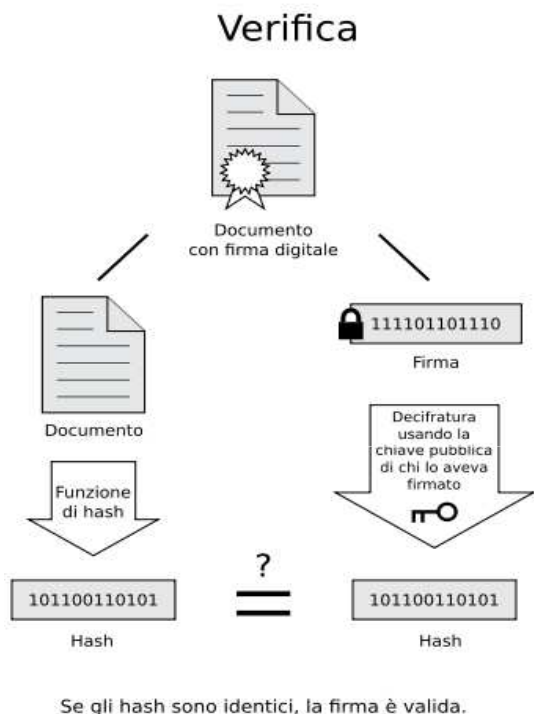 Verifica
Documento
con firma digitale
111101101110
Firma
Documento
Decifratura
usando la
chiave pubblica
di chi lo aveva
firmato
Funzione
di hash
?
101100110101
101100110101
Hash
Hash
Se gli hash sono identici, la firma è valida.